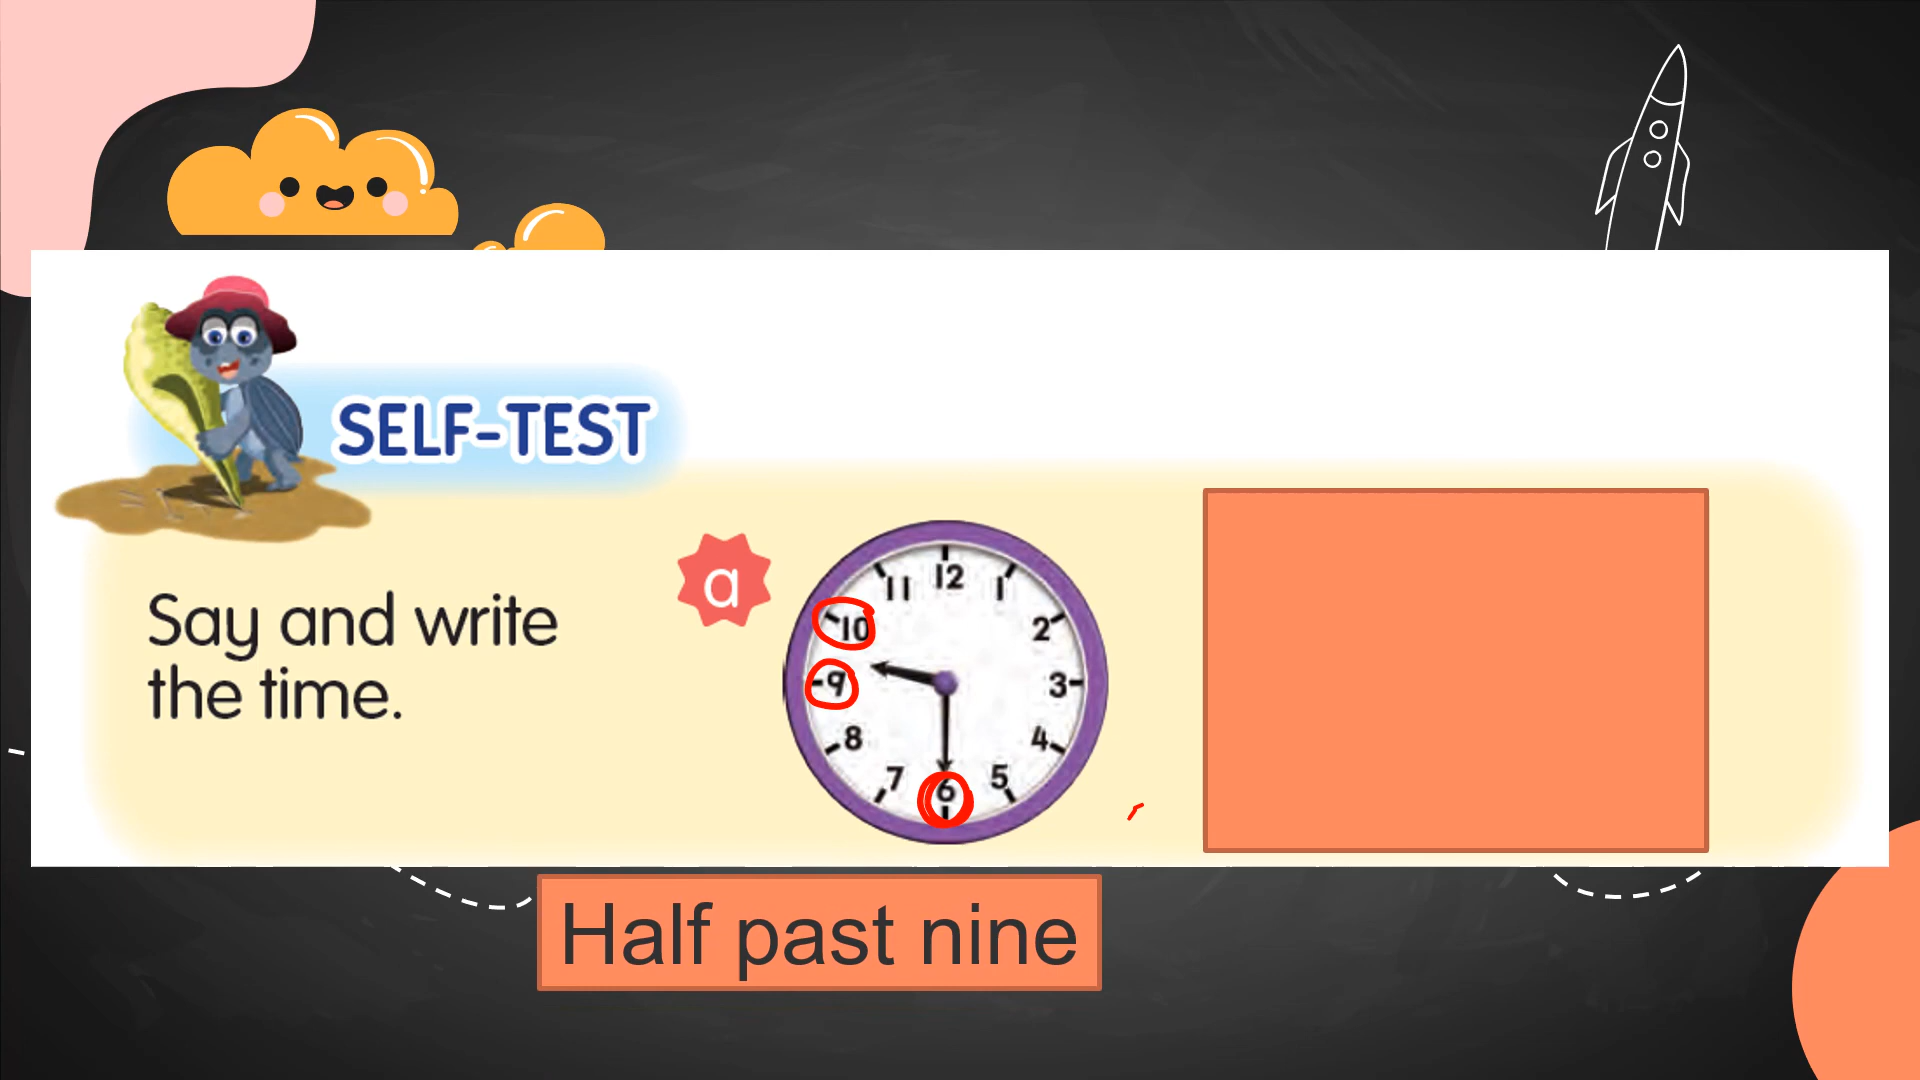 SELF-TEST
Say and write
the time.
a
12
1
2
3
4
5
6
7
8
9
10
11
Half past nine